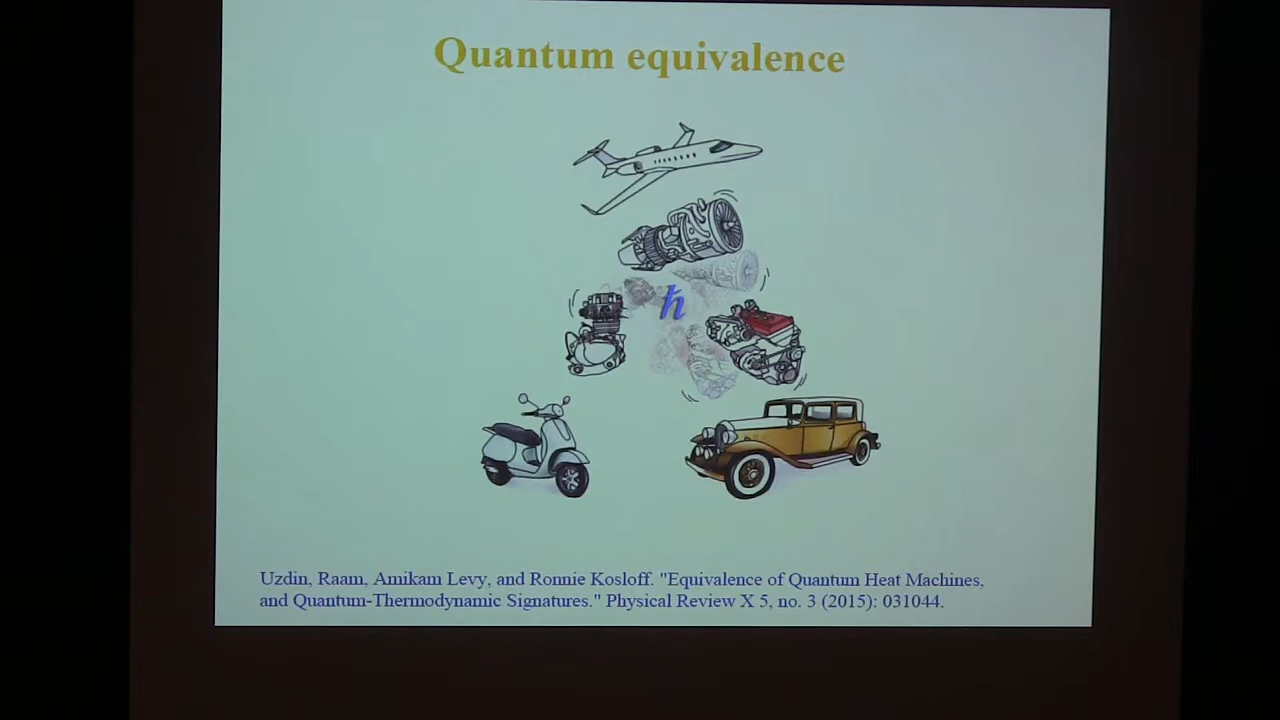 Quantum equivalence
ħ
Uzdin, Raam, Amikam Levy, and Ronnie Kosloff. "Equivalence of Quantum Heat Machines,
and Quantum-Thermodynamic Signatures." Physical Review X 5, no. 3 (2015): 031044.